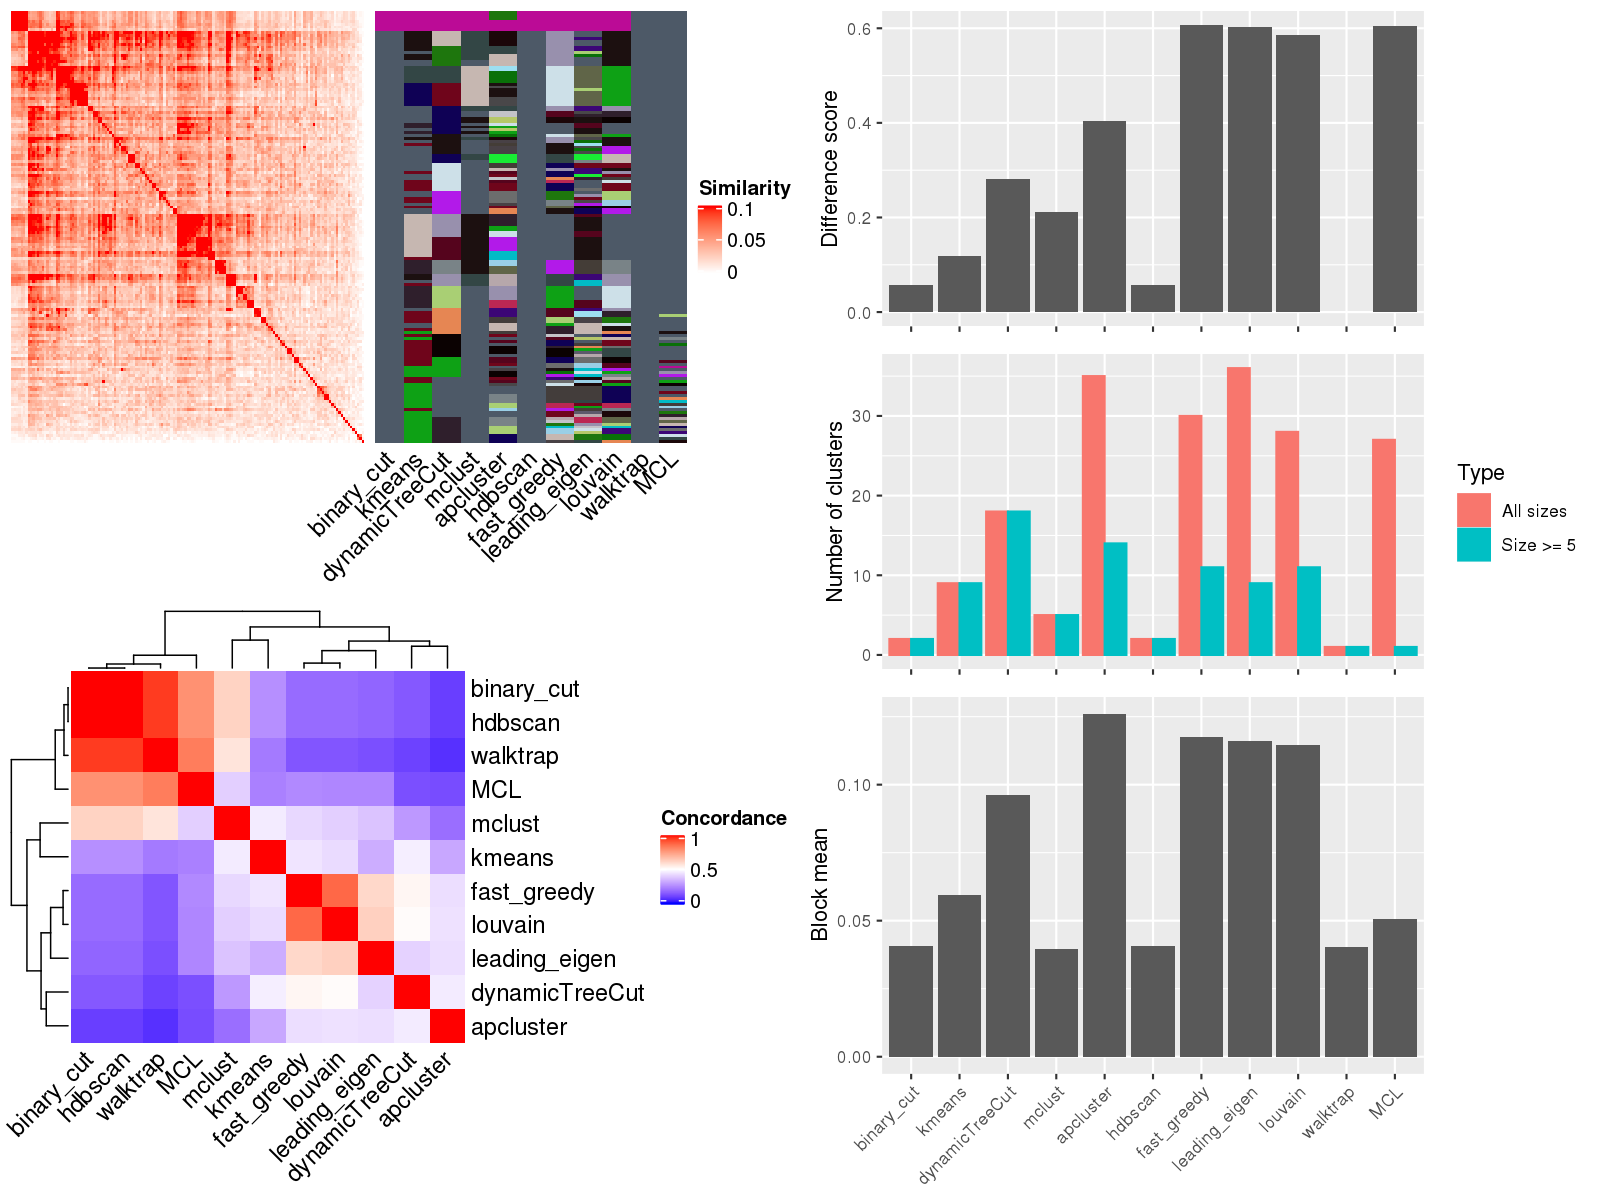 Similarity
0.1
0.05
0
binary_cut
kmeans
dynamicTreeCut
mclust
apcluster
hdbscan
fast_greedy
leading_eigen
louvain
walktrap
MCL
binary_cut
hdbscan
walktrap
MCL
mclust
kmeans
fast_greedy
louvain
leading_eigen
dynamicTreeCut
apcluster
Concordance
1
0.5
0
binary_cut
hdbscan
walktrap
MCL
mclust
kmeans
fast_greedy
louvain
leading_eigen
dynamicTreeCut
apcluster
Difference score
0.6
0.4
0.2
0.0
Number of clusters
30
20
10
0
Type
All sizes
Size >= 5
Block mean
0.10
0.05
0.00
binary_cut
kmeans
dynamicTreeCut
mclust
apcluster
hdbscan
fast_greedy
leading_eigen
louvain
walktrap
MCL